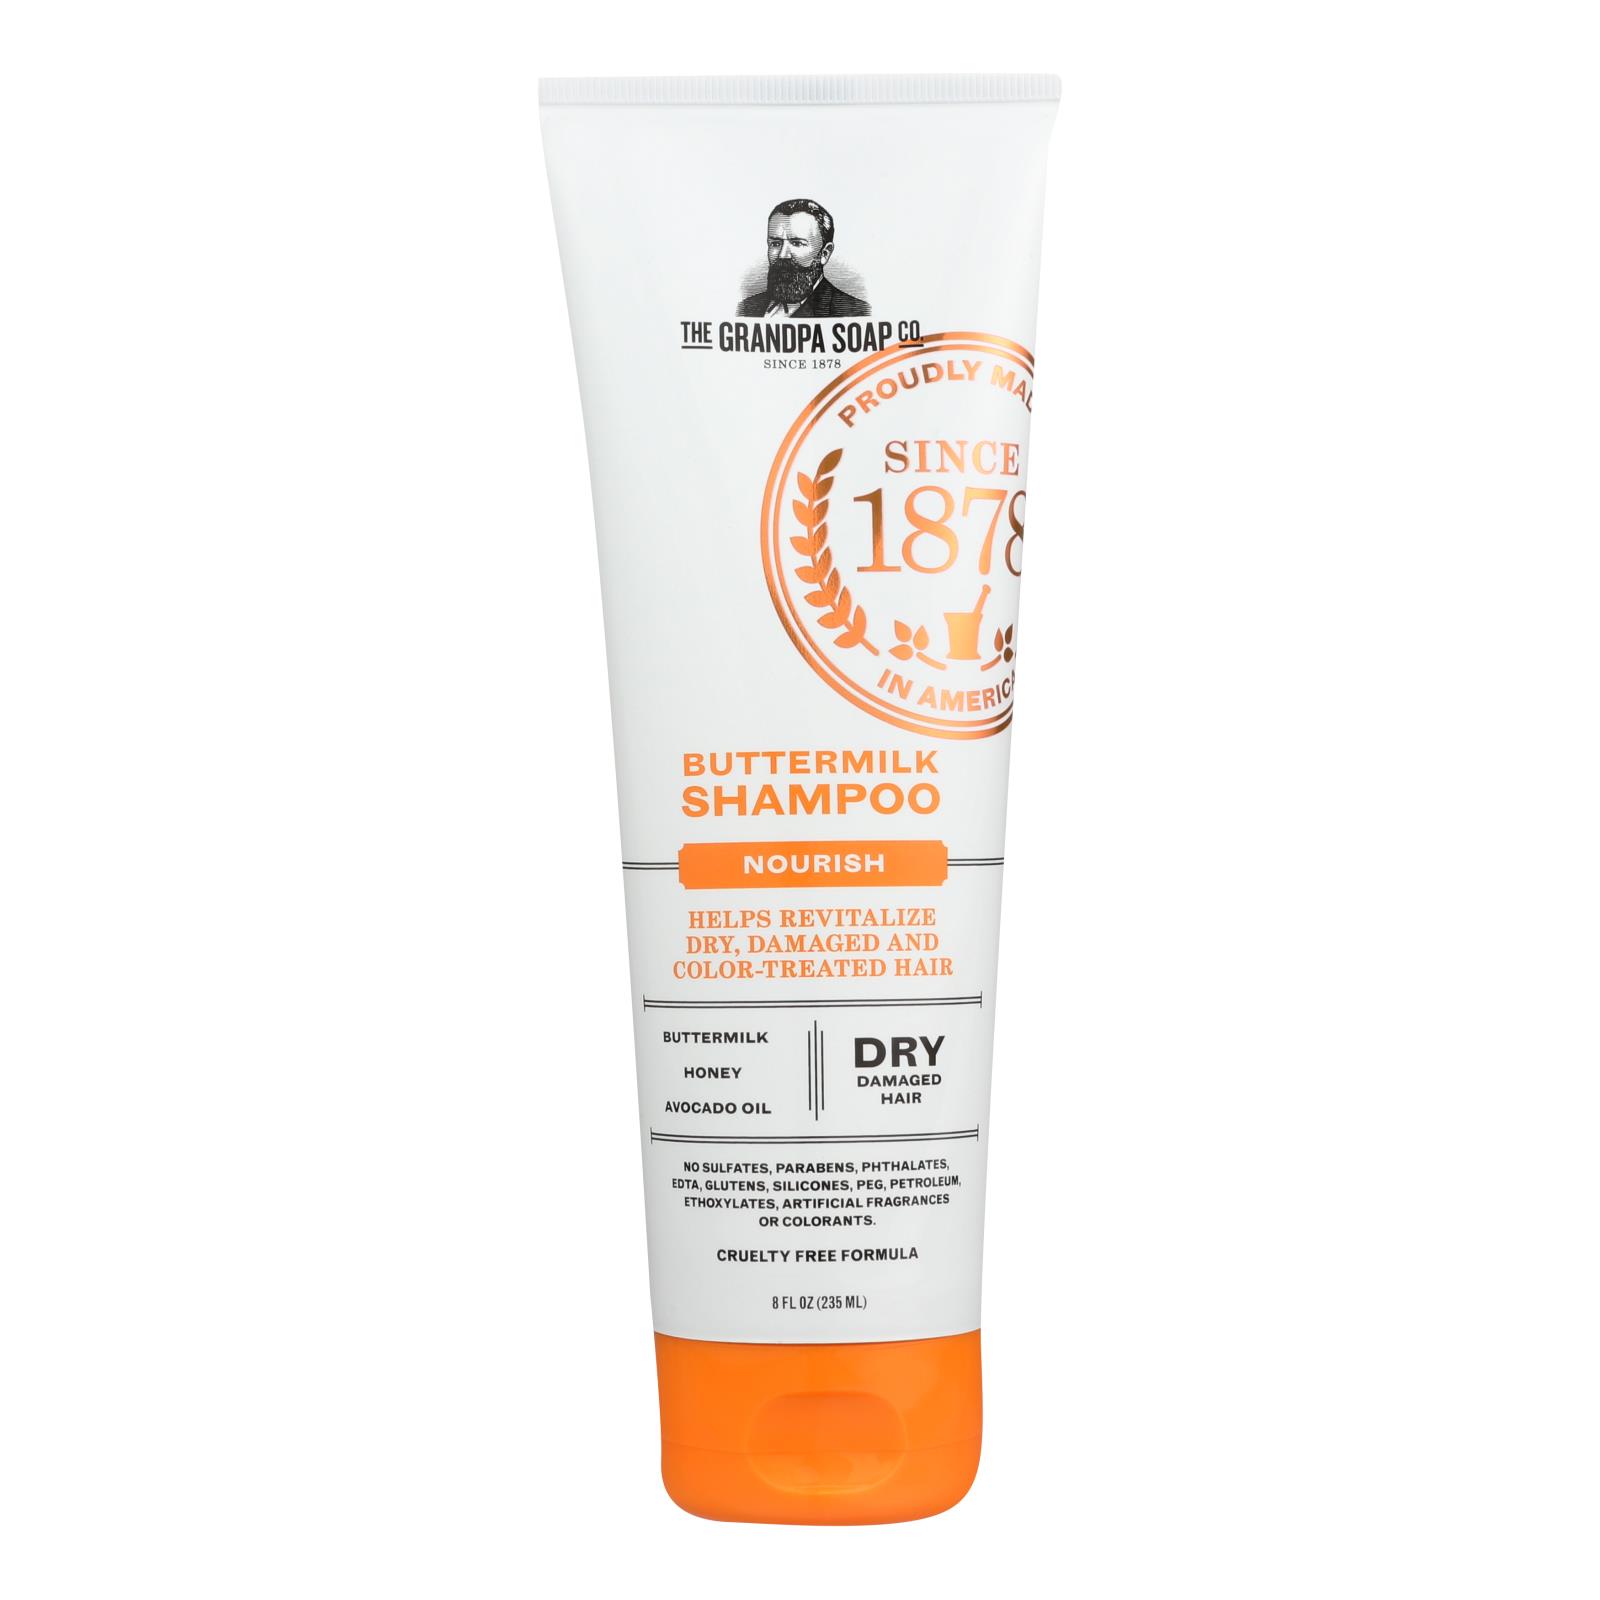 THE GRANDPA SOAP CO.
SINCE 1878
PROUDLY
SINCE
1878
IN AMERICA
BUTTERMILK
SHAMPOO
NOURISH
HELPS REVITALIZE
DRY, DAMAGED AND
COLOR-TREATED HAIR
BUTTERMILK
HONEY
AVOCADO OIL
DRY
DAMAGED
HAIR
NO SULFATES, PARABENS, PHTHALATES,
EDTA, GLUTENS, SILICONES, PEG, PETROLEUM,
ETHOXYLATES, ARTIFICIAL FRAGRANCES
OR COLORANTS.
CRUELTY FREE FORMULA
8 FL OZ (235 ML)